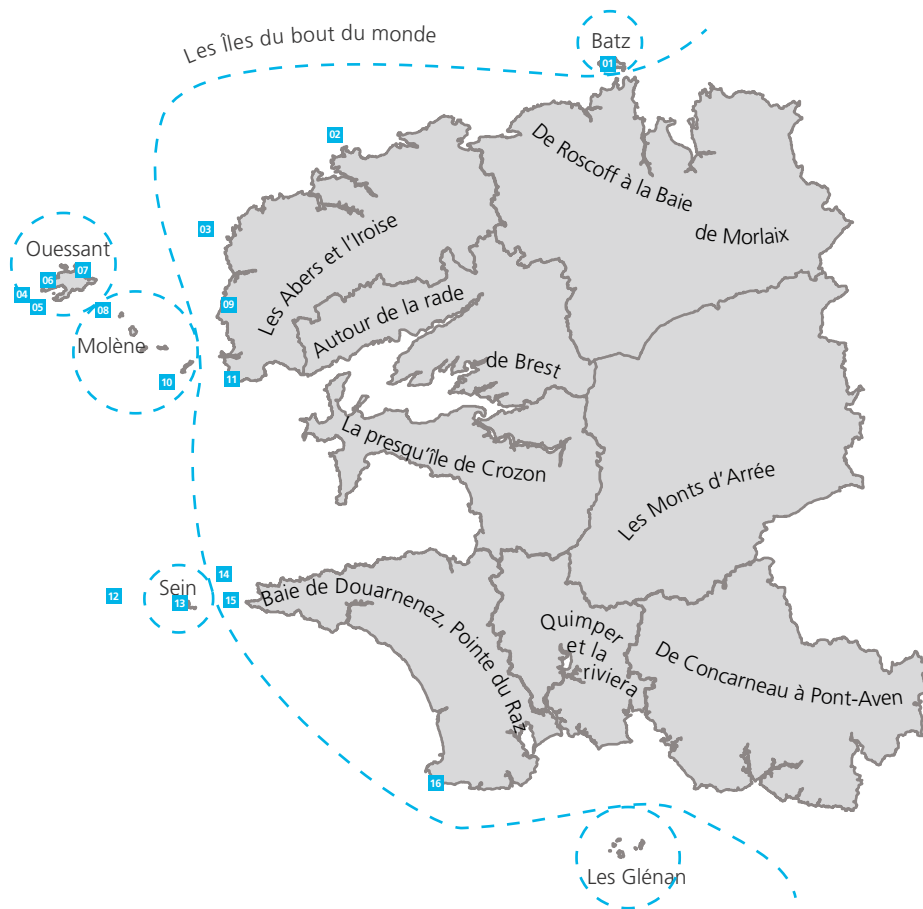 Les Îles du bout du monde
Batz
01
02
De Roscoff à la Baie
de Morlaix
03
Les Abers et l'Iroise
Ouessant
07
06
04
05
08
09
Autour de la rade
de Brest
Molène
10
11
La presqu'île de Crozon
Les Monts d'Arrée
14
12
Sein
13
15
Baie de Douarnenez, Pointe du Raz
Quimper
et la
riviera
De Concarneau à Pont-Aven
16
Les Glénan